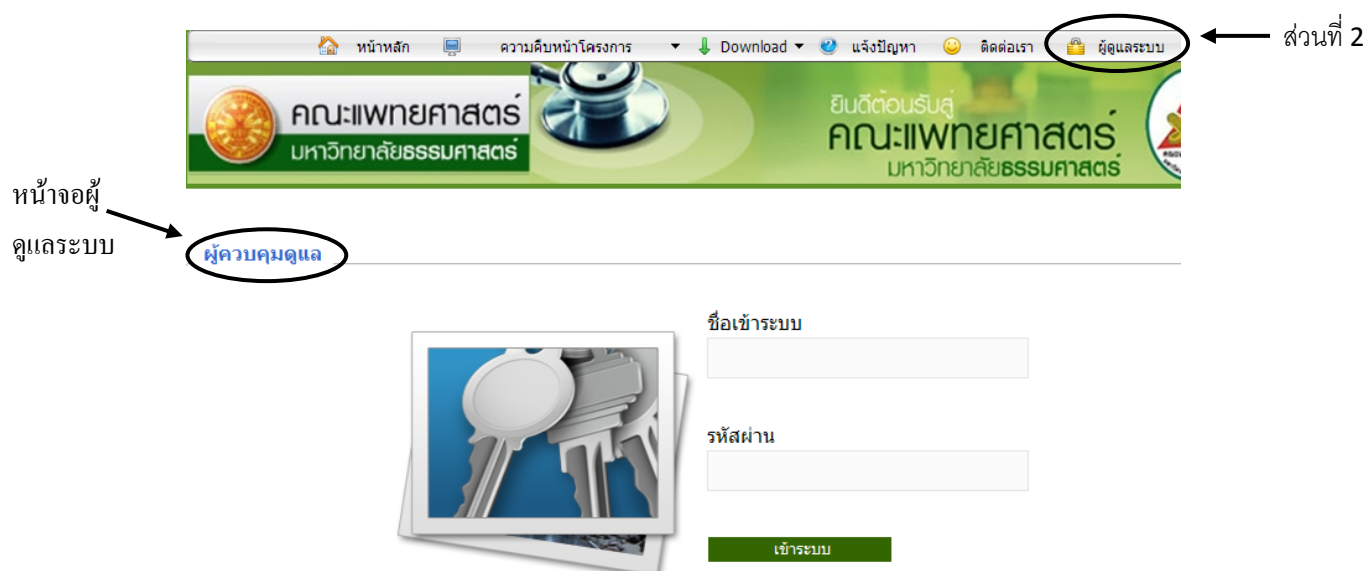 หน้าหลัก ความคืบหน้าโครงการ Download แจ้งปัญหา ติดต่อเรา ผู้ดูแลระบบ
ส่วนที่ 2
คณะแพทยศาสตร์
มหาวิทยาลัยธรรมศาสตร์
ยินดีต้อนรับสู่
คณะแพทยศาสตร์
มหาวิทยาลัยธรรมศาสตร์
หน้าจอผู้
ดูแลระบบ
ผู้ควบคุมดูแล
ชื่อเข้าระบบ
รหัสผ่าน
เข้าระบบ